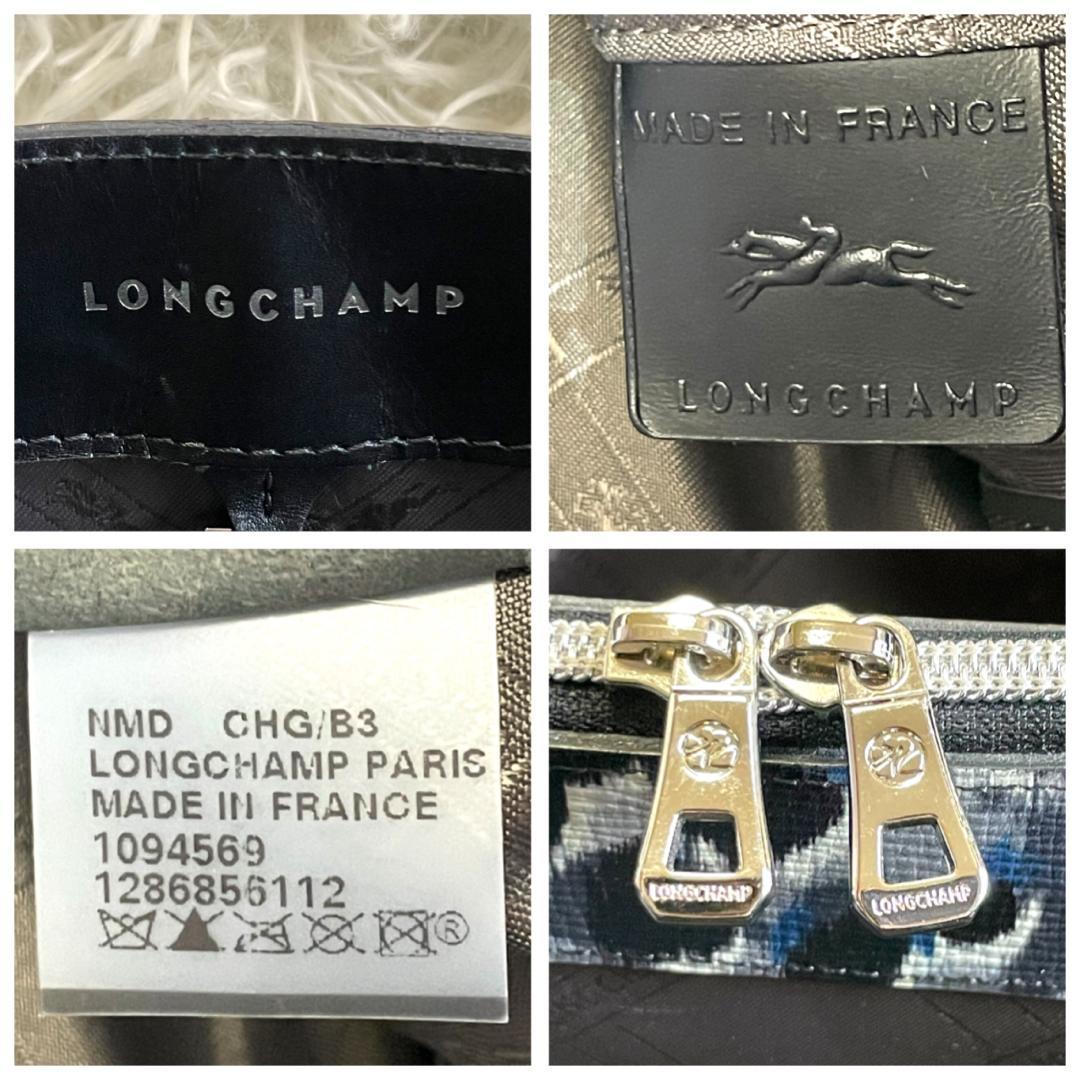 LONGCHAMP
MADE IN FRANCE
LONGCHAMP
NMD CHG/B3
LONGCHAMP PARIS
MADE IN FRANCE
1094569
1286856112
®
LONGCHAMP
LONGCHAMP